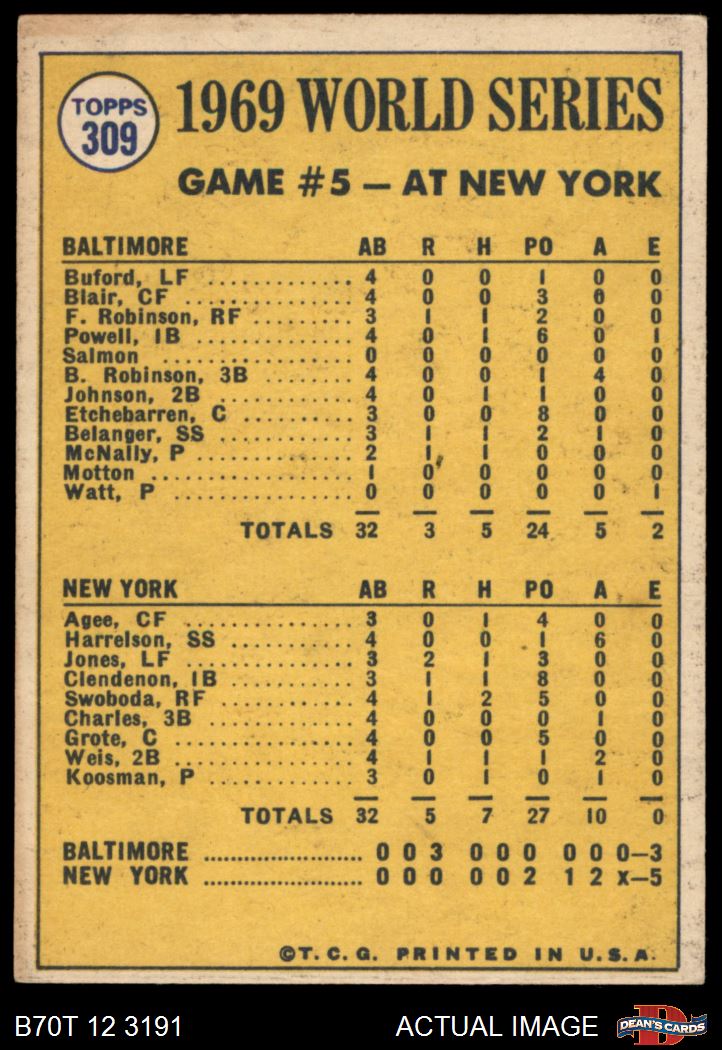 TOPPS
309
1969 WORLD SERIES
GAME #5 — AT NEW YORK
BALTIMORE AB R H PO A E
Buford, LF .............. 4 0 0 1 0 0
Blair, CF ................ 4 0 0 3 0 0
F. Robinson, RF ......... 3 1 1 2 0 0
Powell, 1B .............. 4 0 1 6 0 1
Salmon ................. 0 0 0 0 0 0
B. Robinson, 3B ........ 4 0 0 1 4 0
Johnson, 2B ............ 4 0 1 1 0 0
Etchebarren, C .......... 3 0 0 8 0 0
Belanger, SS ............ 3 1 1 2 1 0
McNally, P .............. 2 1 1 0 0 0
Motton .................. 1 0 0 0 0 0
Watt, P ................. 0 0 0 0 0 1
TOTALS 32 3 5 24 5 2
NEW YORK AB R H PO A E
Agee, CF ................ 3 0 1 4 0 0
Harrelson, SS ........... 4 0 0 1 6 0
Jones, LF ............... 3 2 1 3 0 0
Clendenon, 1B .......... 3 1 1 8 0 0
Swoboda, RF ............ 4 1 2 5 0 0
Charles, 3B ............. 4 0 0 0 1 0
Grote, C ................ 4 0 0 5 0 0
Weis, 2B ................ 4 1 1 1 2 0
Koosman, P ............. 3 0 1 0 1 0
TOTALS 32 5 7 27 10 0
BALTIMORE ...................... 0 0 3 0 0 0 0 0 0—3
NEW YORK ...................... 0 0 0 0 0 2 1 2 x—5
©T.C.G. PRINTED IN U.S.A.
B70T 12 3191 ACTUAL IMAGE
D
DEAN'S CARDS